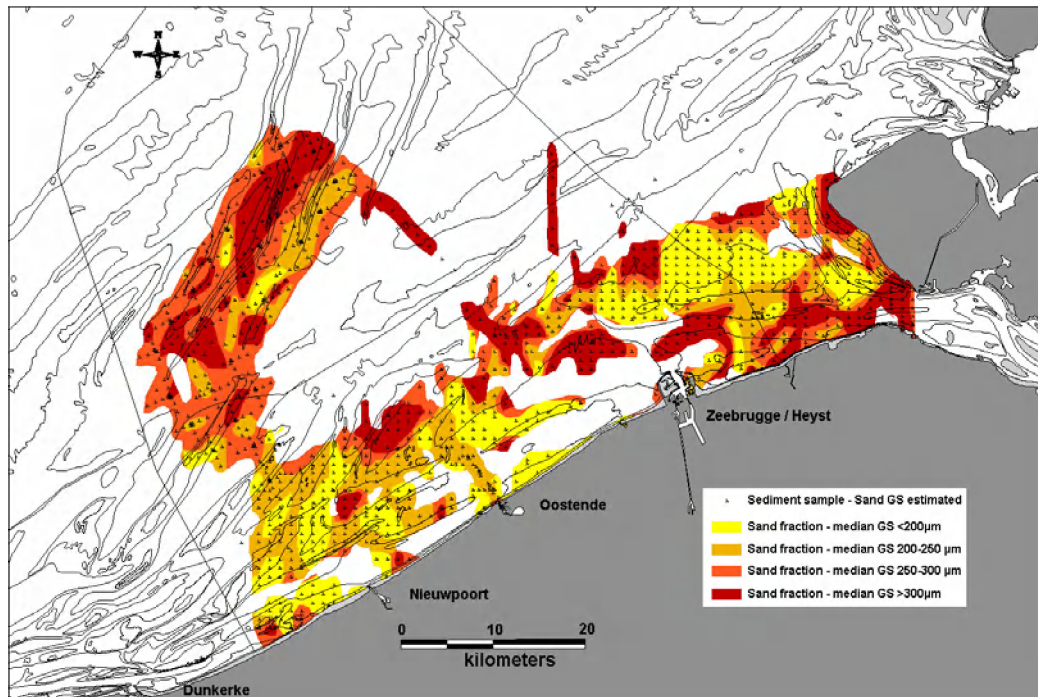 N
W E
S
Zeebrugge / Heyst
Oostende
Nieuwpoort
Dunkerke
Sediment sample - Sand GS estimated
Sand fraction - median GS <200µm
Sand fraction - median GS 200-250 µm
Sand fraction - median GS 250-300 µm
Sand fraction - median GS >300µm
0 10 20
kilometers